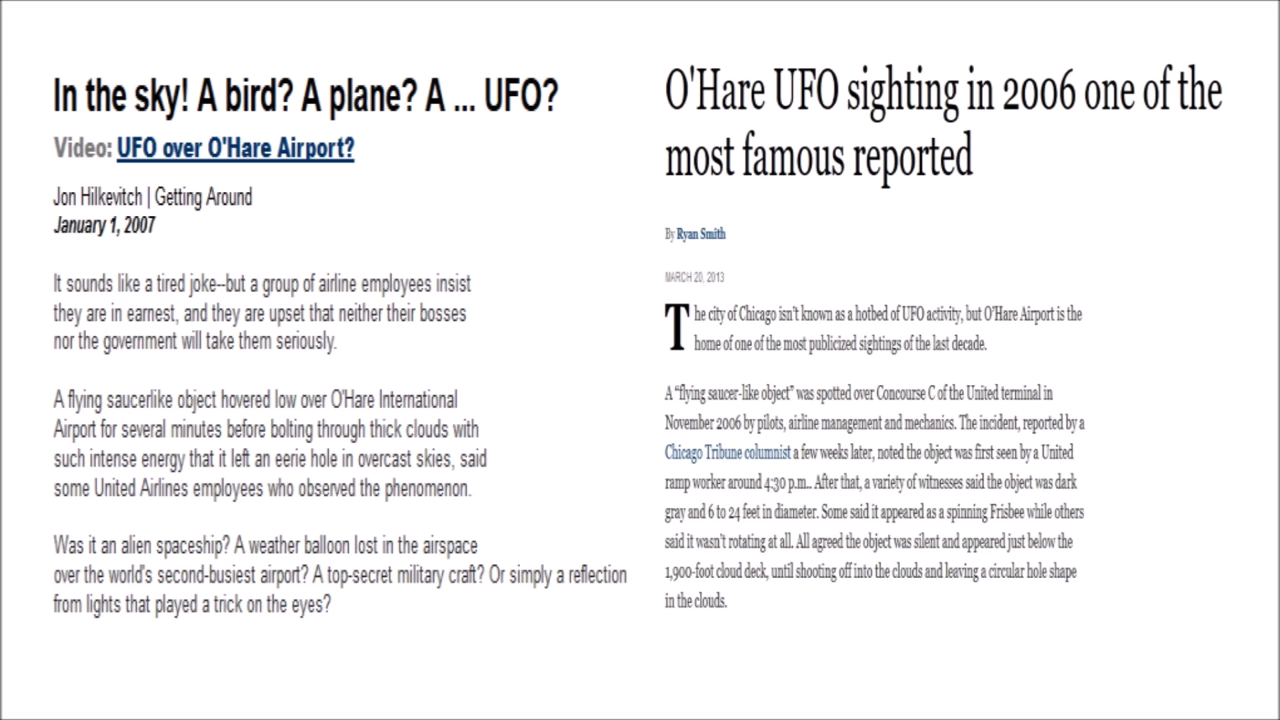 In the sky! A bird? A plane? A ... UFO?
Video: UFO over O'Hare Airport?
Jon Hilkevitch | Getting Around
January 1, 2007
It sounds like a tired joke--but a group of airline employees insist
they are in earnest, and they are upset that neither their bosses
nor the government will take them seriously.
A flying saucerlike object hovered low over O'Hare International
Airport for several minutes before bolting through thick clouds with
such intense energy that it left an eerie hole in overcast skies, said
some United Airlines employees who observed the phenomenon.
Was it an alien spaceship? A weather balloon lost in the airspace
over the world's second-busiest airport? A top-secret military craft? Or simply a reflection
from lights that played a trick on the eyes?
O'Hare UFO sighting in 2006 one of the
most famous reported
By Ryan Smith
MARCH 20, 2013
The city of Chicago isn't known as a hotbed of UFO activity, but O'Hare Airport is the
home of one of the most publicized sightings of the last decade.
A “flying saucer-like object” was spotted over Concourse C of the United terminal in
November 2006 by pilots, airline management and mechanics. The incident, reported by a
Chicago Tribune columnist a few weeks later, noted the object was first seen by a United
ramp worker around 4:30 p.m.. After that, a variety of witnesses said the object was dark
gray and 6 to 24 feet in diameter. Some said it appeared as a spinning Frisbee while others
said it wasn't rotating at all. All agreed the object was silent and appeared just below the
1,900-foot cloud deck, until shooting off into the clouds and leaving a circular hole shape
in the clouds.